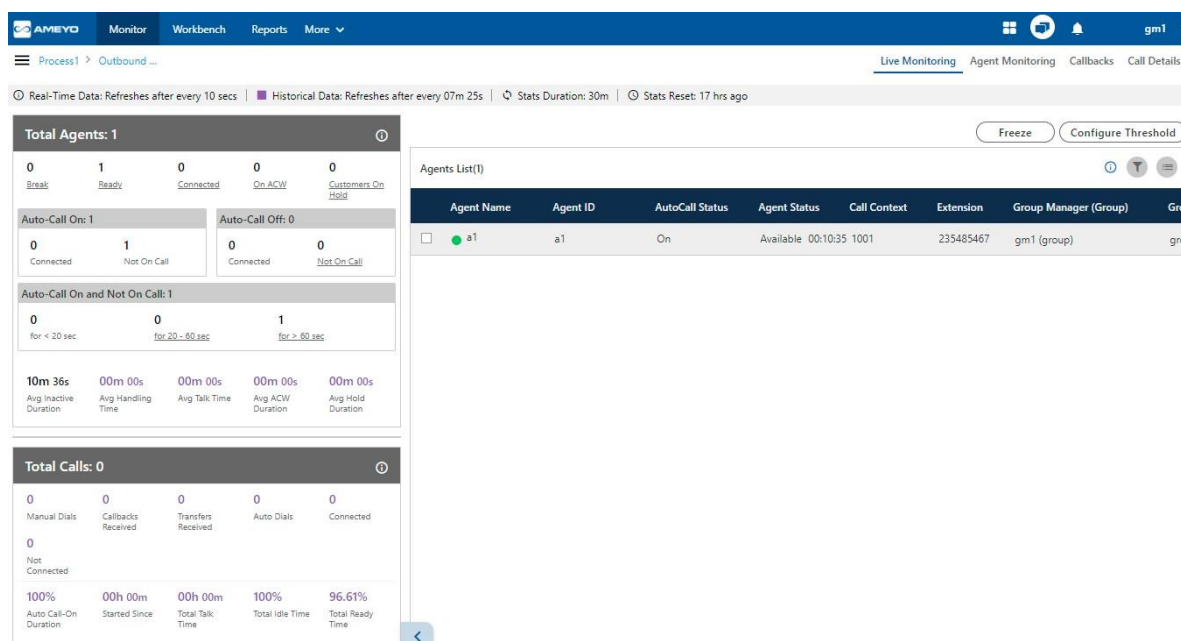 AMEYO Monitor Workbench Reports More gm1
Process1 > Outbound ... Live Monitoring Agent Monitoring Callbacks Call Details
Real-Time Data: Refreshes after every 10 secs | Historical Data: Refreshes after every 07m 25s | Stats Duration: 30m | Stats Reset: 17 hrs ago
Total Agents: 1
0 1 0 0 0
Break Ready Connected On ACW Customers On
Hold
Auto-Call On: 1 Auto-Call Off: 0
0 1 0 0
Connected Not On Call Connected Not On Call
Auto-Call On and Not On Call: 1
0 0 1
for < 20 sec for 20 - 60 sec for > 60 sec
10m 36s 00m 00s 00m 00s 00m 00s 00m 00s
Avg Inactive Avg Handling Avg Talk Time Avg ACW Avg Hold
Duration Time Duration Duration
Total Calls: 0
0 0 0 0 0
Manual Dials Callbacks Transfers Auto Dials Connected
Received Received
0
Not
Connected
100% 00h 00m 00h 00m 100% 96.61%
Auto Call-On Started Since Total Talk Total Idle Time Total Ready
Duration Time Time
Freeze Configure Threshold
Agents List(1)
Agent Name Agent ID AutoCall Status Agent Status Call Context Extension Group Manager (Group) Gr
a1 a1 On Available 00:10:35 1001 235485467 gm1 (group) gr